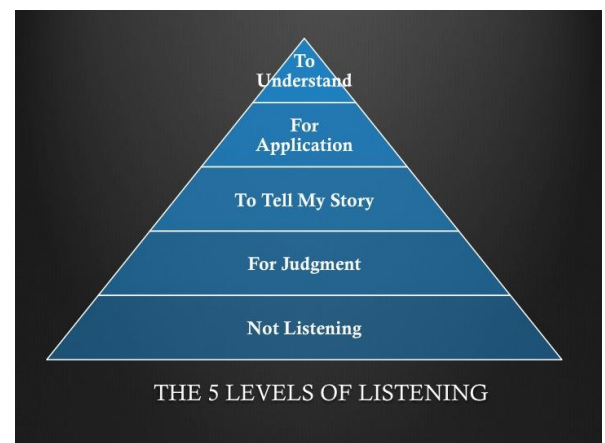 To
Understand
For
Application
To Tell My Story
For Judgment
Not Listening
THE 5 LEVELS OF LISTENING